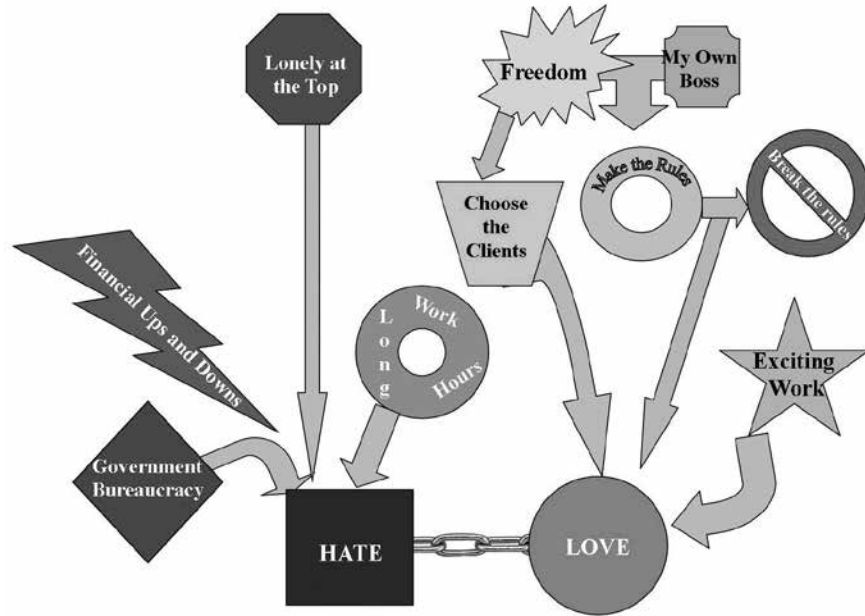 Lonely at
the Top
Freedom
My Own
Boss
Make the Rules
Break the rules
Choose
the
Clients
Financial Ups and Downs
Long
Work
Hours
Exciting
Work
Government
Bureaucracy
HATE
LOVE